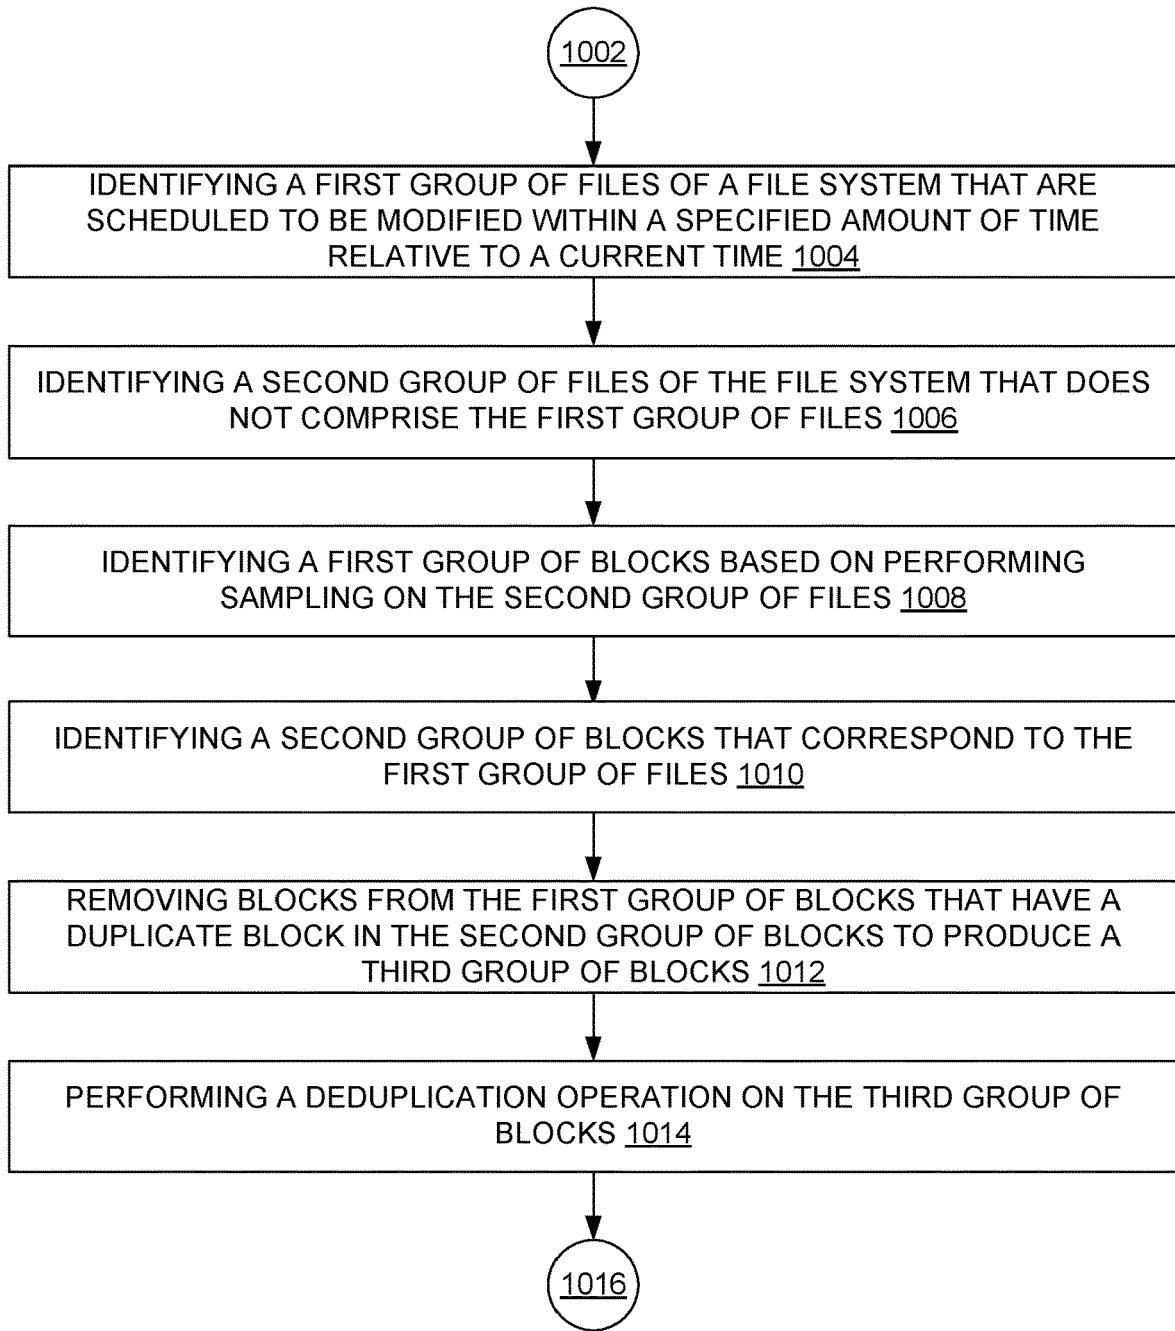 1002
IDENTIFYING A FIRST GROUP OF FILES OF A FILE SYSTEM THAT ARE
SCHEDULED TO BE MODIFIED WITHIN A SPECIFIED AMOUNT OF TIME
RELATIVE TO A CURRENT TIME 1004
IDENTIFYING A SECOND GROUP OF FILES OF THE FILE SYSTEM THAT DOES
NOT COMPRISE THE FIRST GROUP OF FILES 1006
IDENTIFYING A FIRST GROUP OF BLOCKS BASED ON PERFORMING
SAMPLING ON THE SECOND GROUP OF FILES 1008
IDENTIFYING A SECOND GROUP OF BLOCKS THAT CORRESPOND TO THE
FIRST GROUP OF FILES 1010
REMOVING BLOCKS FROM THE FIRST GROUP OF BLOCKS THAT HAVE A
DUPLICATE BLOCK IN THE SECOND GROUP OF BLOCKS TO PRODUCE A
THIRD GROUP OF BLOCKS 1012
PERFORMING A DEDUPLICATION OPERATION ON THE THIRD GROUP OF
BLOCKS 1014
1016